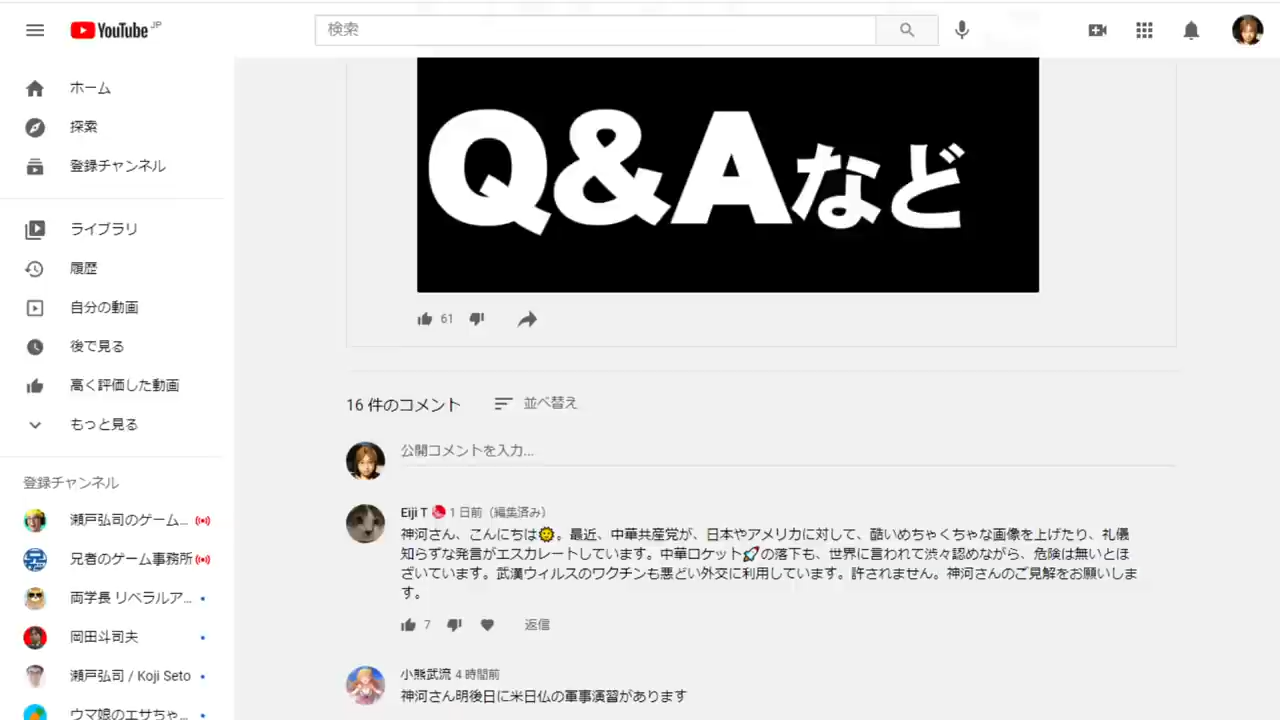 YouTube JP
検索
ホーム
探索
登録チャンネル
ライブラリ
履歴
自分の動画
後で見る
高く評価した動画
もっと見る
登録チャンネル
瀬戸弘司のゲーム...
兄者のゲーム事務所
両学長 リベラルア...
岡田斗司夫
瀬戸弘司 / Koji Seto
ウマ娘のエサちゃ...
Q&Aなど
61
16 件のコメント
並べ替え
公開コメントを入力...
Eiji T 1 日前（編集済み）
神河さん、こんにちは🌞。最近、中華共産党が、日本やアメリカに対して、酷いめちゃくちゃな画像を上げたり、礼儀
知らずな発言がエスカレートしています。中華ロケット🚀の落下も、世界に言われて渋々認めながら、危険は無いとほ
ざいています。武漢ウィルスのワクチンも悪どい外交に利用しています。許されません。神河さんのご見解をお願いしま
す。
7
返信
小熊武流 4 時間前
神河さん明後日に米日仏の軍事演習があります